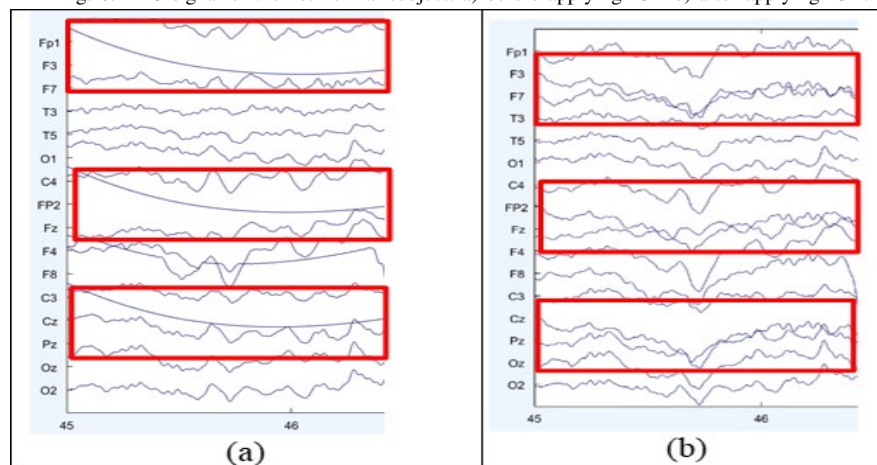 Fp1
F3
F7
T3
T5
O1
C4
FP2
Fz
F4
F8
C3
Cz
Pz
Oz
O2
45 46
(a)
Fp1
F3
F7
T3
T5
O1
C4
FP2
Fz
F4
F8
C3
Cz
Pz
Oz
O2
45 46
(b)